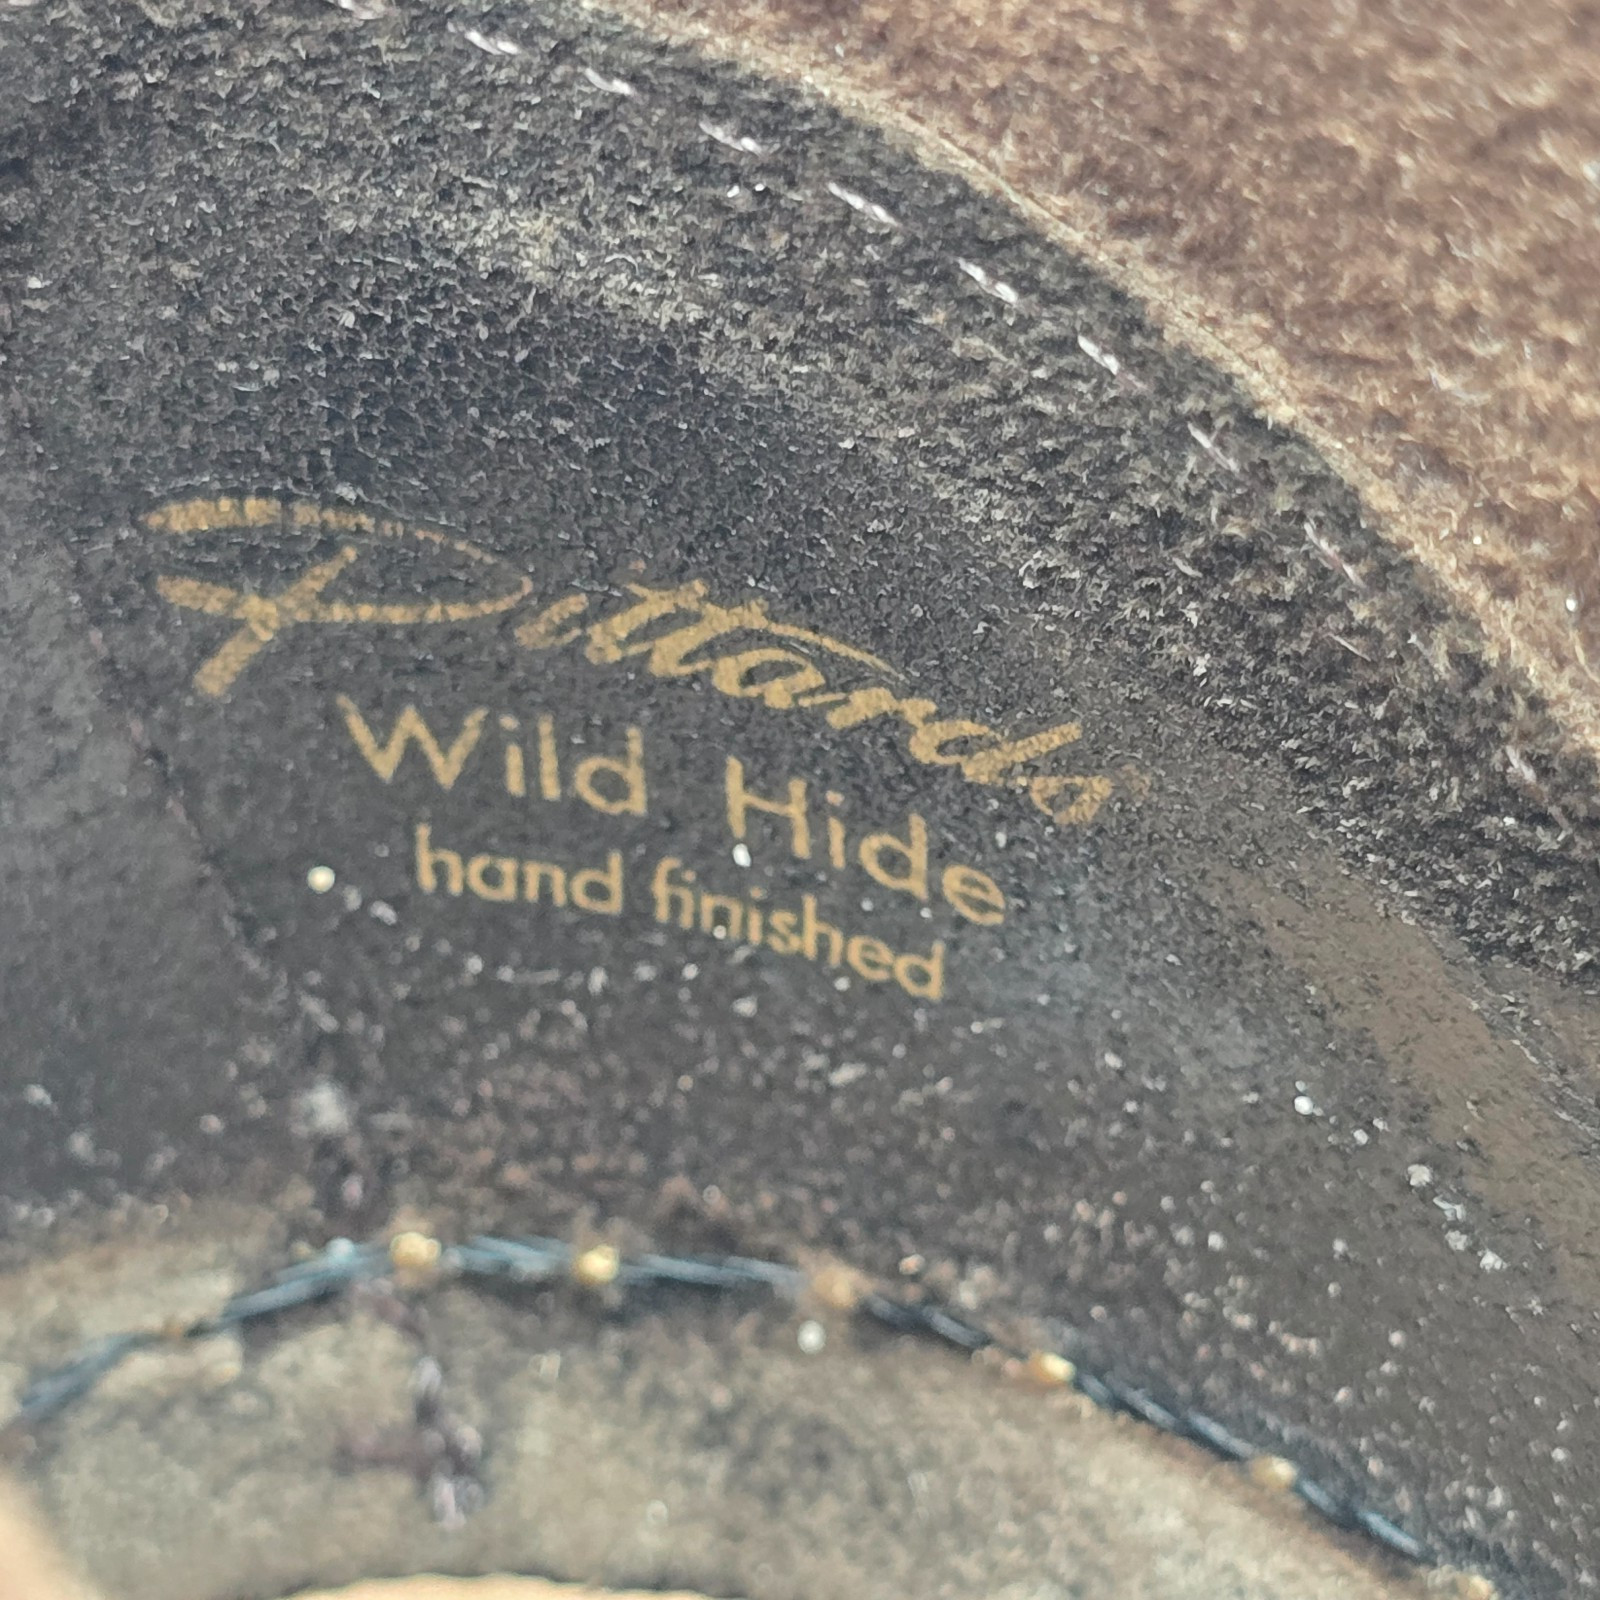 Pittards
Wild Hide
hand finished